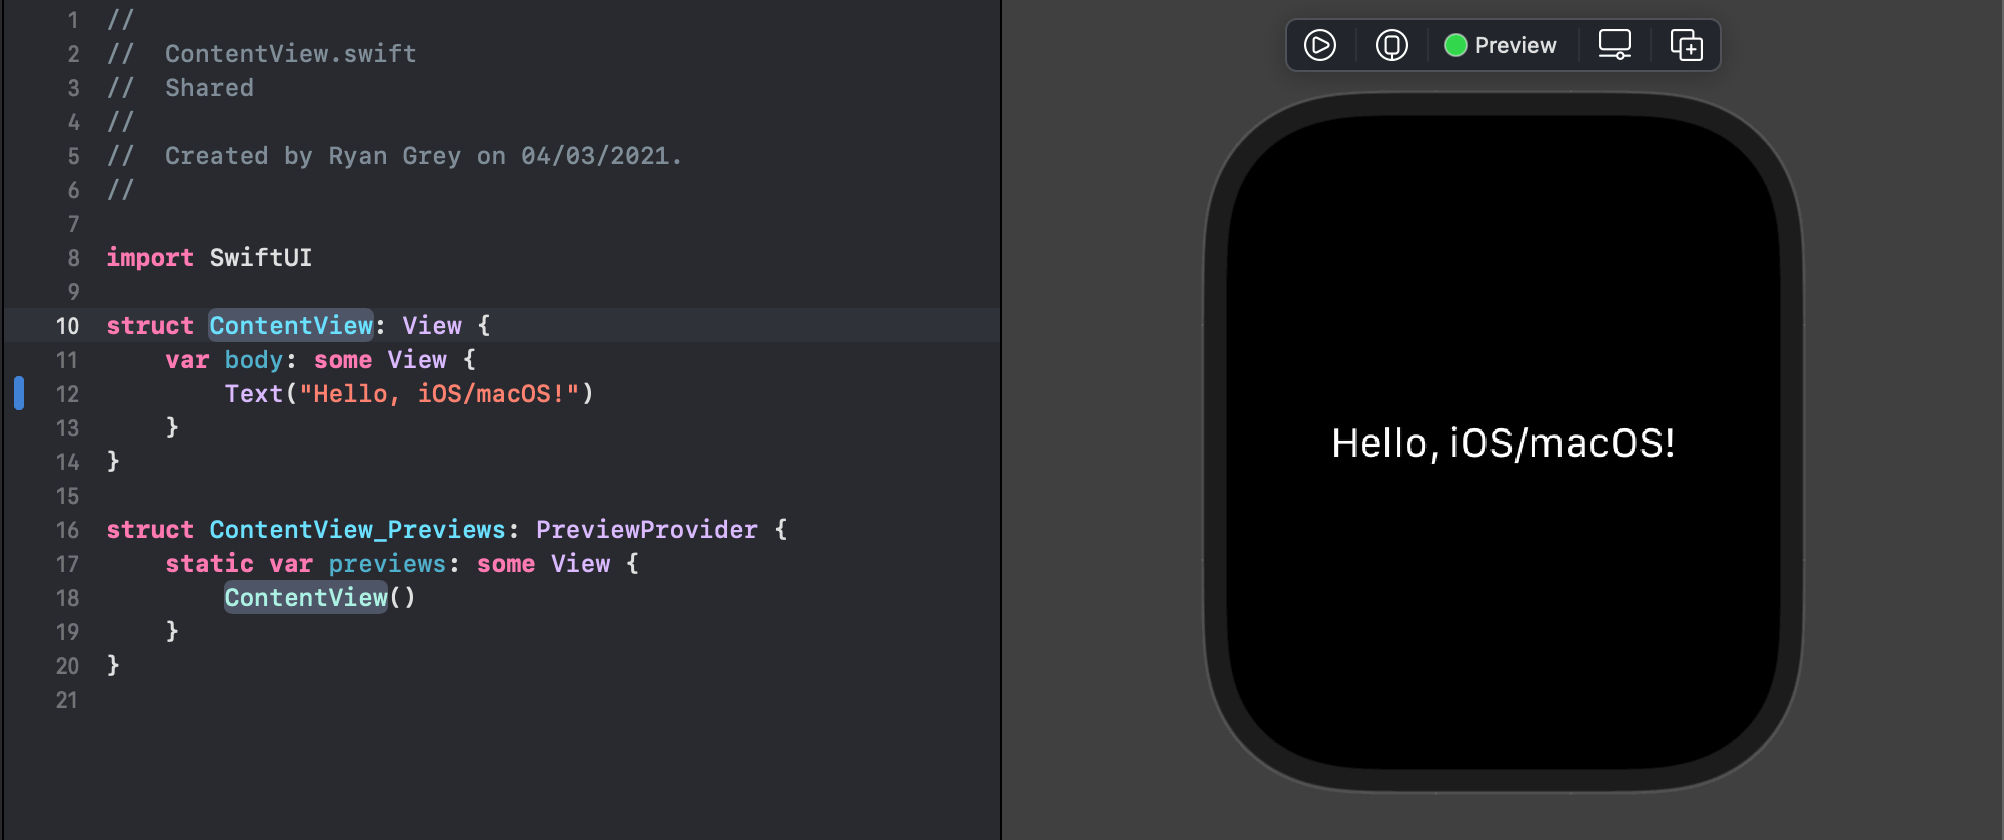 1 //
2 //  ContentView.swift
3 //  Shared
4 //
5 //  Created by Ryan Grey on 04/03/2021.
6 //
7
8 import SwiftUI
9
10 struct ContentView: View {
11     var body: some View {
12         Text("Hello, iOS/macOS!")
13     }
14 }
15
16 struct ContentView_Previews: PreviewProvider {
17     static var previews: some View {
18         ContentView()
19     }
20 }
21
Preview
Hello, iOS/macOS!